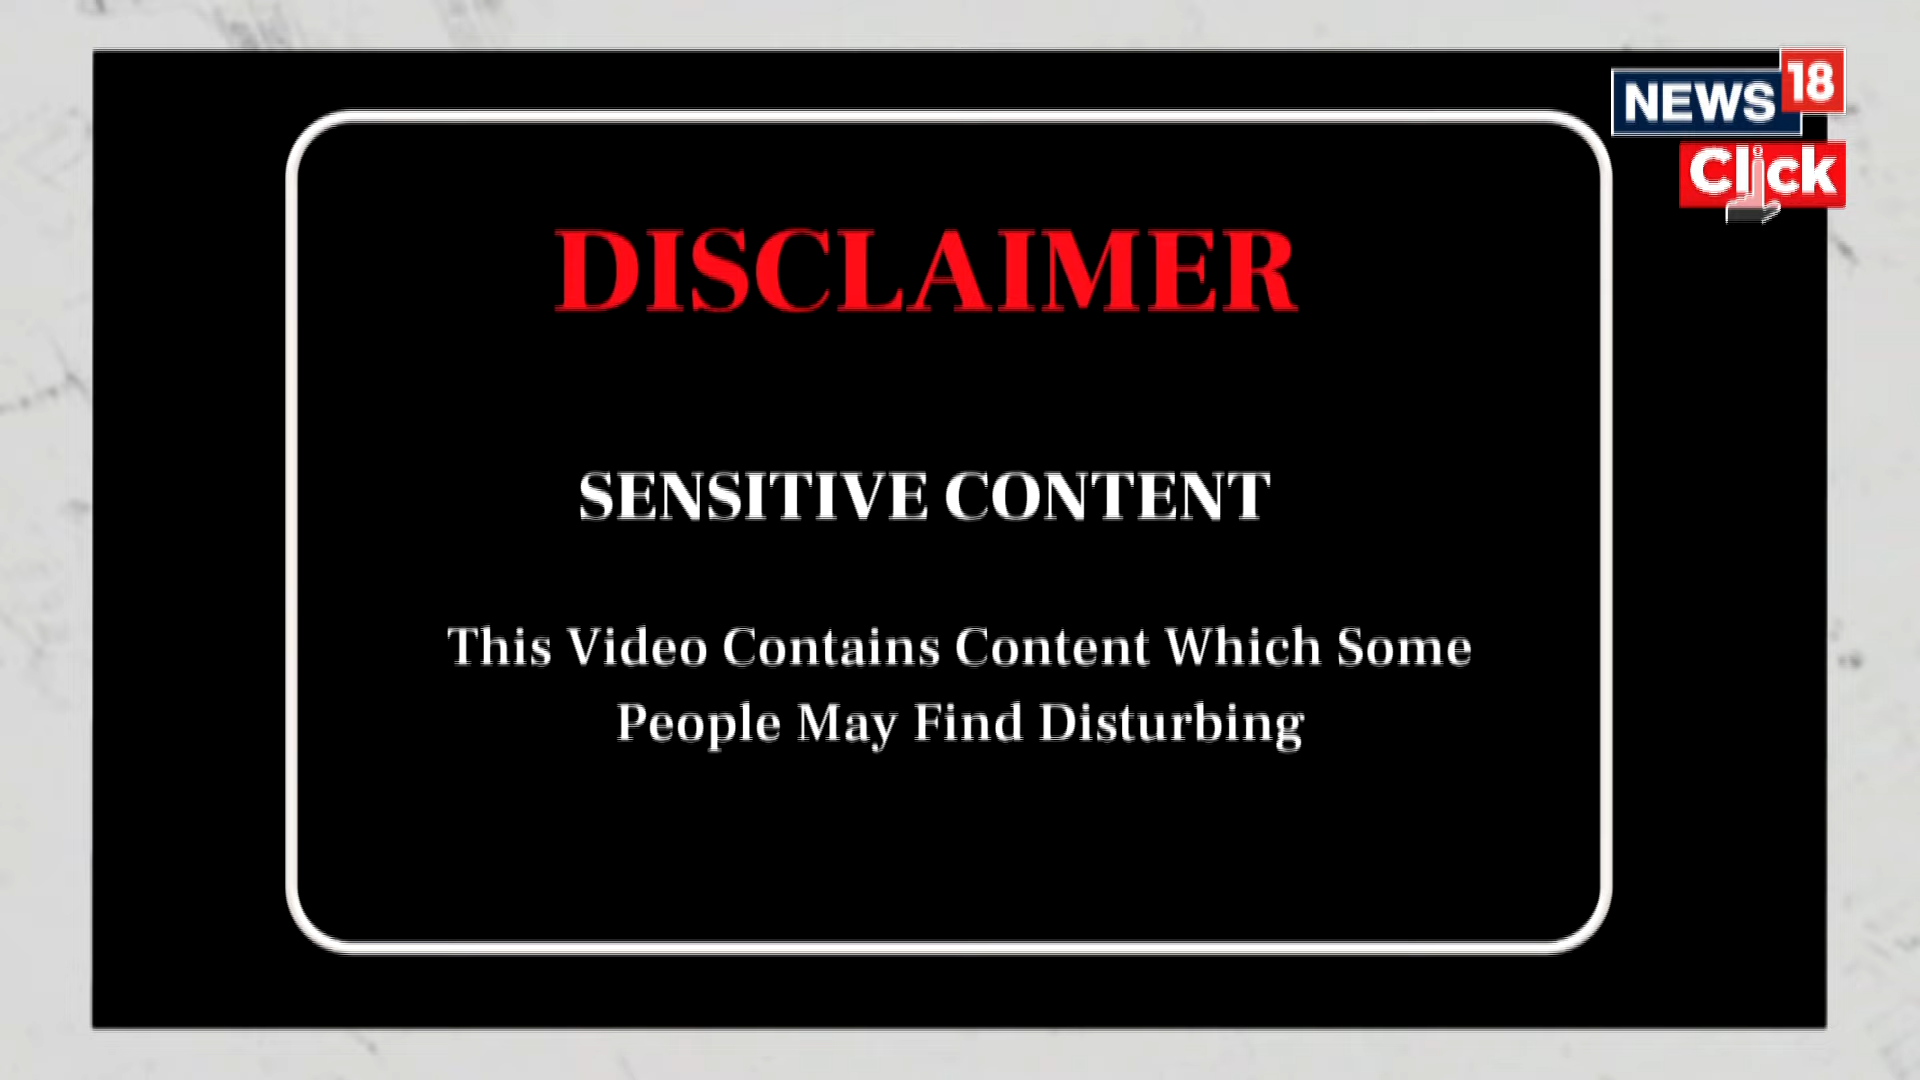 NEWS 18
Click
DISCLAIMER
SENSITIVE CONTENT
This Video Contains Content Which Some
People May Find Disturbing